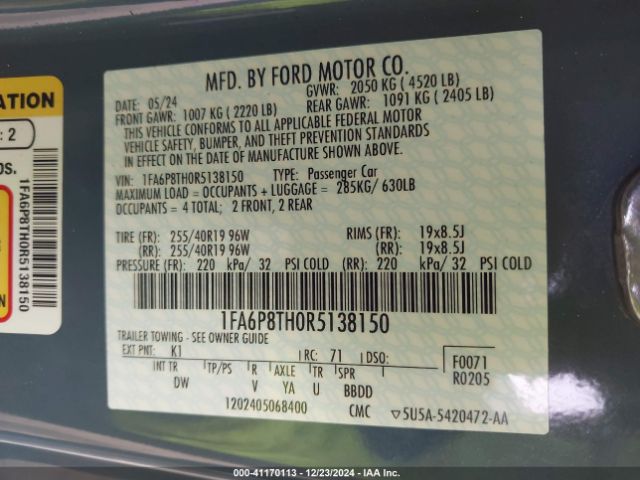 MFD. BY FORD MOTOR CO.
DATE: 05/24 GVWR: 2050 KG ( 4520 LB)
FRONT GAWR: 1007 KG ( 2220 LB) REAR GAWR: 1091 KG ( 2405 LB)
THIS VEHICLE CONFORMS TO ALL APPLICABLE FEDERAL MOTOR
VEHICLE SAFETY, BUMPER, AND THEFT PREVENTION STANDARDS
IN EFFECT ON THE DATE OF MANUFACTURE SHOWN ABOVE.
VIN: 1FA6P8TH0R5138150 TYPE: Passenger Car
MAXIMUM LOAD = OCCUPANTS + LUGGAGE = 285KG/ 630LB
OCCUPANTS = 4 TOTAL; 2 FRONT, 2 REAR
TIRE (FR): 255/40R19 96W RIMS (FR): 19x8.5J
(RR): 255/40R19 96W (RR): 19x8.5J
PRESSURE (FR): 220 kPa/ 32 PSI COLD (RR): 220 kPa/ 32 PSI COLD
1FA6P8TH0R5138150
TRAILER TOWING - SEE OWNER GUIDE
EXT PNT: K1 RC: 71 DSO: F0071
INT TR TP/PS R AXLE TR SPR R0205
DW V YA U BBDD
1202405068400 CMC 5U5A-5420472-AA
ATION
: 2
OS.
1FA6P8TH0R5138150
000-41170113 - 12/23/2024 - IAA Inc.